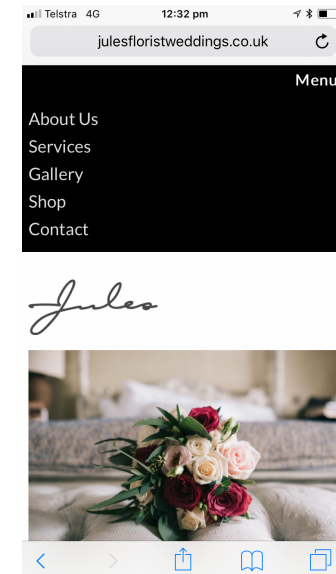 Telstra 4G 12:32 pm
julesfloristweddings.co.uk
Menu
About Us
Services
Gallery
Shop
Contact
Jules